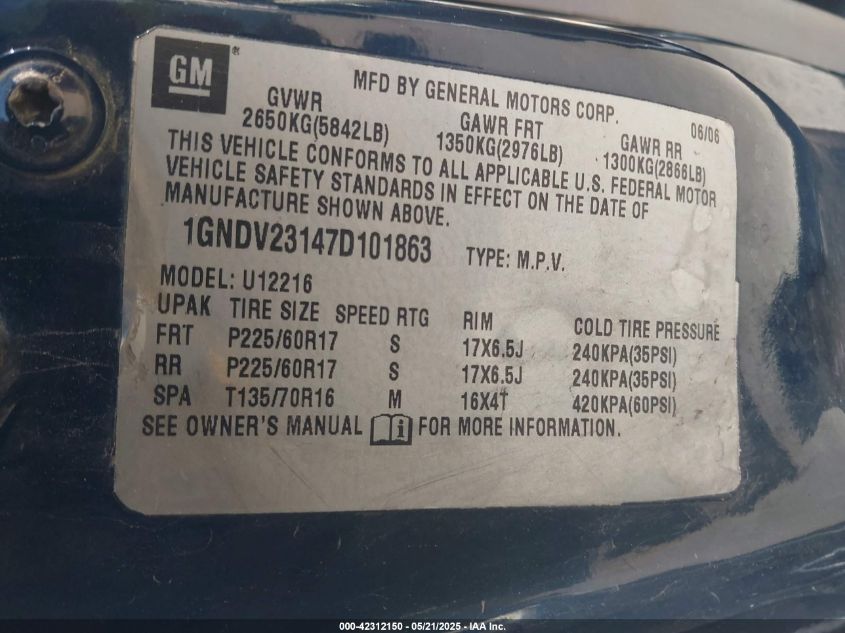 GM®
MFD BY GENERAL MOTORS CORP. 06/06
GVWR GAWR FRT GAWR RR
2650KG(5842LB) 1350KG(2976LB) 1300KG(2866LB)
THIS VEHICLE CONFORMS TO ALL APPLICABLE U.S. FEDERAL MOTOR
VEHICLE SAFETY STANDARDS IN EFFECT ON THE DATE OF
MANUFACTURE SHOWN ABOVE.
1GNDV23147D101863 TYPE: M.P.V.
MODEL: U12216
UPAK TIRE SIZE SPEED RTG RIM COLD TIRE PRESSURE
FRT P225/60R17 S 17X6.5J 240KPA(35PSI)
RR P225/60R17 S 17X6.5J 240KPA(35PSI)
SPA T135/70R16 M 16X4T 420KPA(60PSI)
SEE OWNER'S MANUAL i FOR MORE INFORMATION.
000-42312150 - 05/21/2025 - IAA Inc.